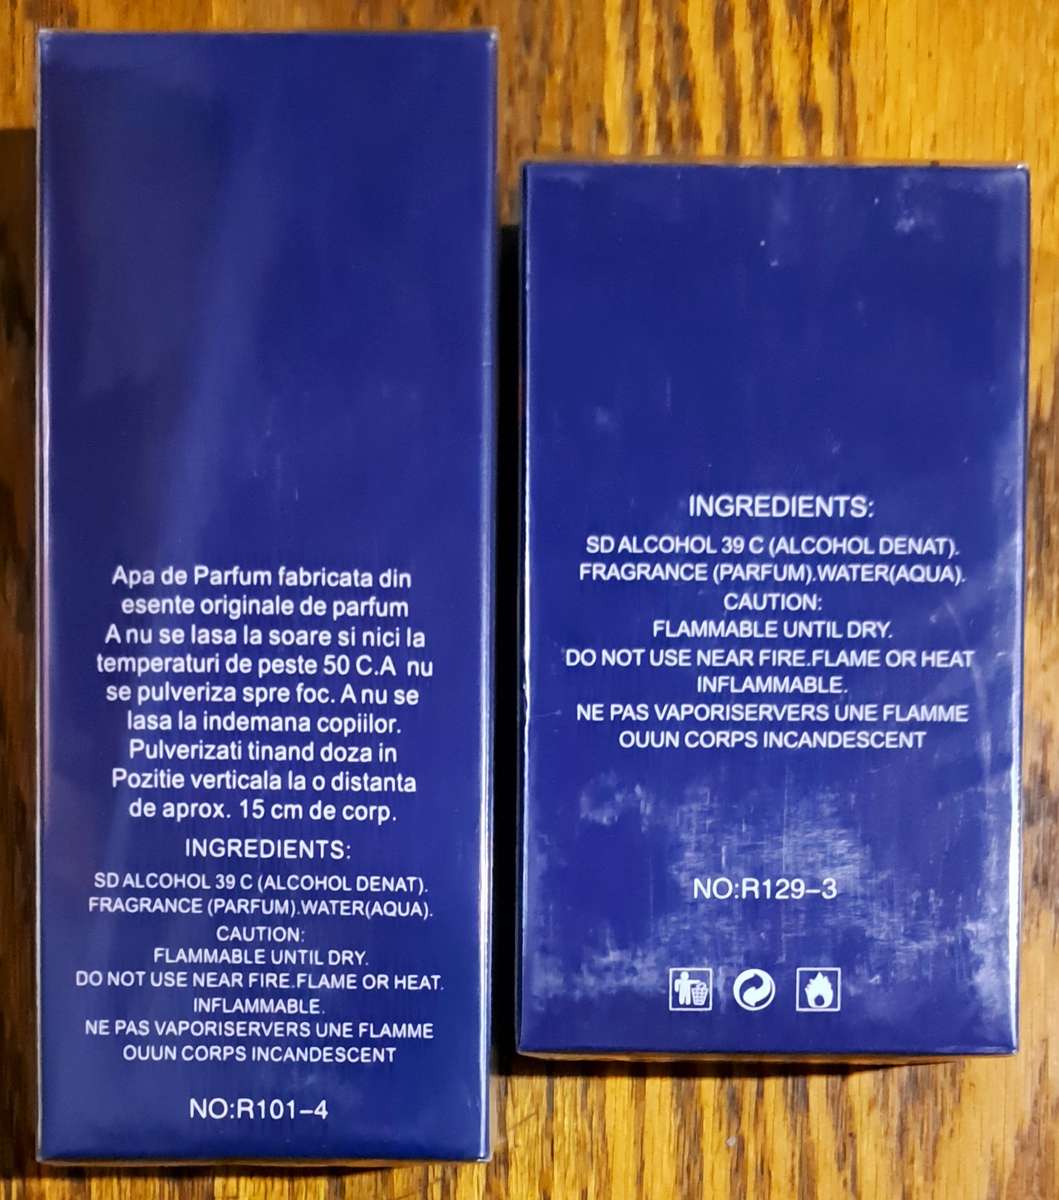 Apa de Parfum fabricata din
esente originale de parfum
A nu se lasa la soare si nici la
temperaturi de peste 50 C.A nu
se pulveriza spre foc. A nu se
lasa la indemana copiilor.
Pulverizati tinand doza in
Pozitie verticala la o distanta
de aprox. 15 cm de corp.
INGREDIENTS:
SD ALCOHOL 39 C (ALCOHOL DENAT).
FRAGRANCE (PARFUM).WATER(AQUA).
CAUTION:
FLAMMABLE UNTIL DRY.
DO NOT USE NEAR FIRE.FLAME OR HEAT.
INFLAMMABLE.
NE PAS VAPORISERVERS UNE FLAMME
OUUN CORPS INCANDESCENT
NO:R101-4
INGREDIENTS:
SD ALCOHOL 39 C (ALCOHOL DENAT).
FRAGRANCE (PARFUM).WATER(AQUA).
CAUTION:
FLAMMABLE UNTIL DRY.
DO NOT USE NEAR FIRE.FLAME OR HEAT
INFLAMMABLE.
NE PAS VAPORISERVERS UNE FLAMME
OUUN CORPS INCANDESCENT
NO:R129-3